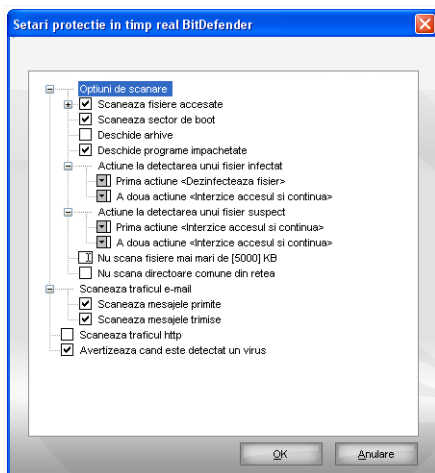 Setari protectie in timp real BitDefender
Optiuni de scanare
Scaneaza fisiere accesate
Scaneaza sector de boot
Deschide arhive
Deschide programe impachetate
Actiune la detectarea unui fisier infectat
Prima actiune <Dezinfecteaza fisier>
A doua actiune <Interzice accesul si continua>
Actiune la detectarea unui fisier suspect
Prima actiune <Interzice accesul si continua>
A doua actiune <Interzice accesul si continua>
Nu scana fisiere mai mari de [5000] KB
Nu scana directoare comune din retea
Scaneaza traficul e-mail
Scaneaza mesajele primite
Scaneaza mesajele trimise
Scaneaza traficul http
Avertizeaza cand este detectat un virus
OK
Anulare